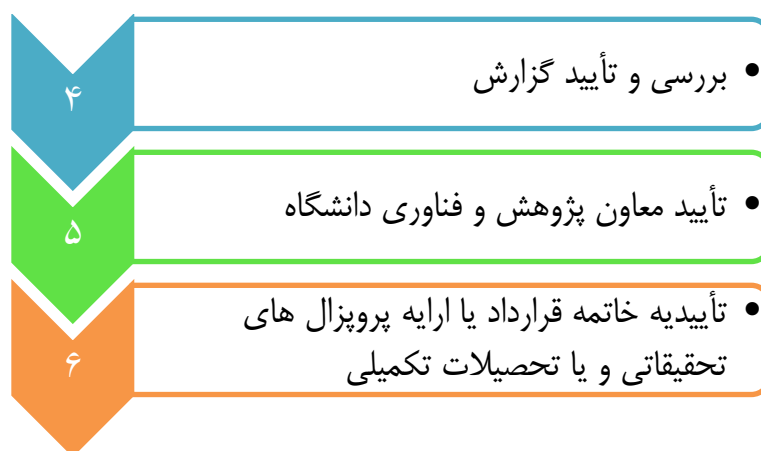 ۴
• بررسی و تأیید گزارش
۵
• تأیید معاون پژوهش و فناوری دانشگاه
۶
• تأییدیه خاتمه قرارداد یا ارایه پروپزال های
تحقیقاتی و یا تحصیلات تکمیلی